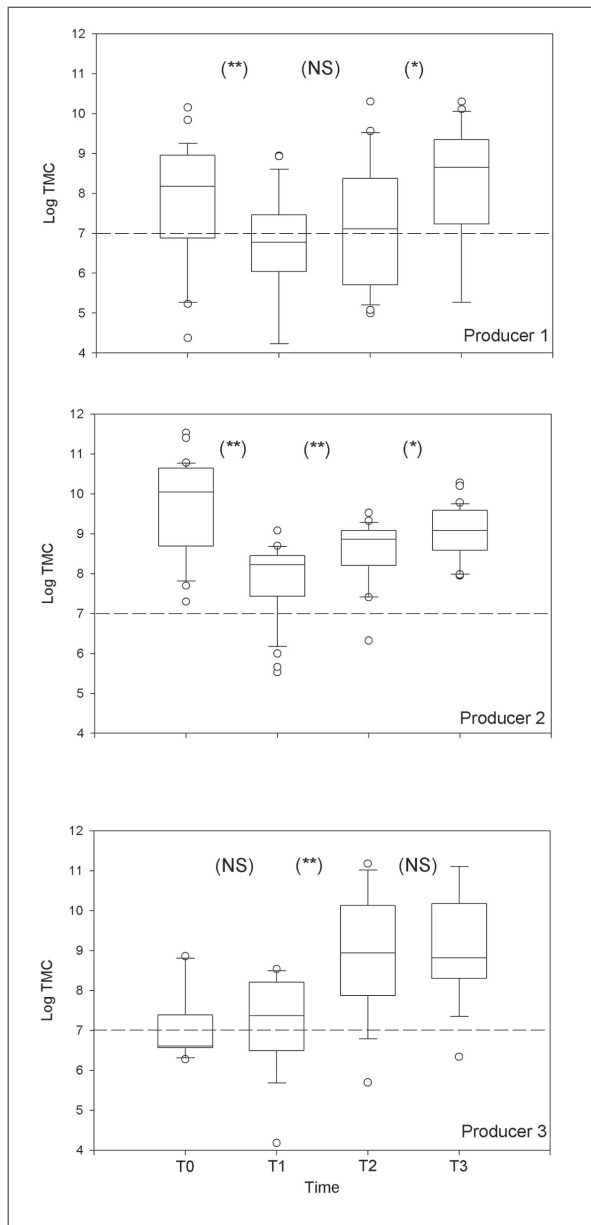 12
(**) (NS) (*)
11
10
9
8
7
6
5
4
Log TMC
Producer 1
12
(**) (**) (*)
11
10
9
8
7
6
5
4
Log TMC
Producer 2
12
(NS) (**) (NS)
11
10
9
8
7
6
5
4
Log TMC
Producer 3
T0 T1 T2 T3
Time